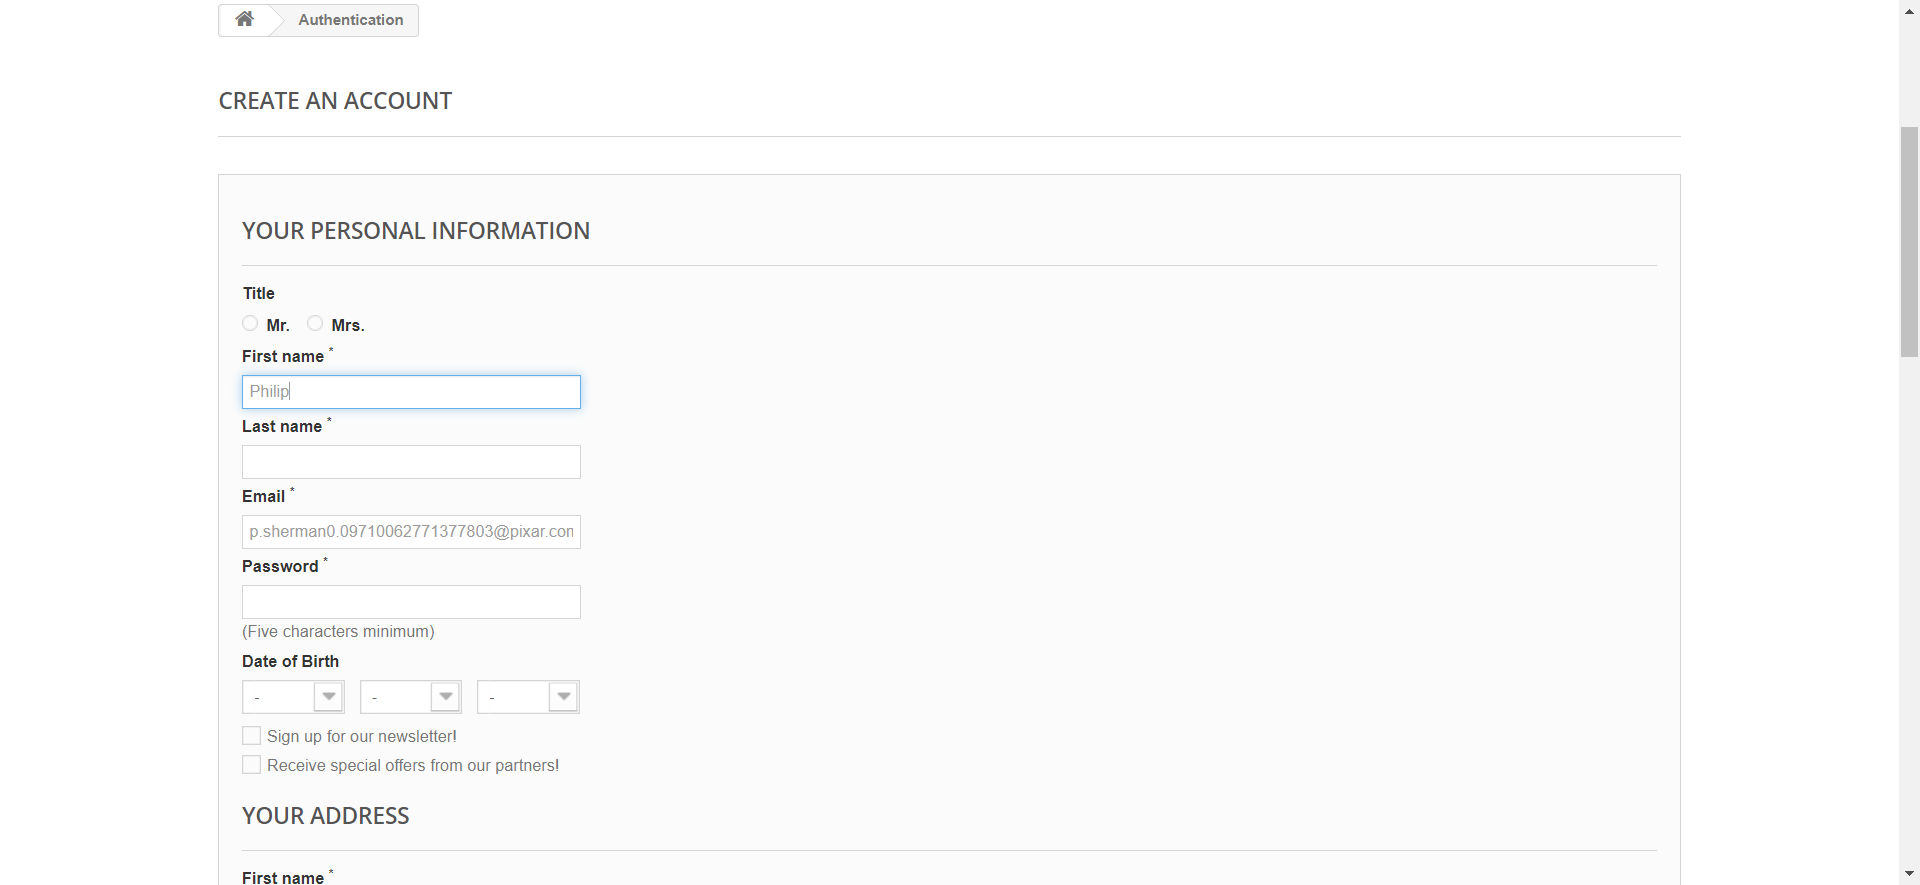 Authentication
CREATE AN ACCOUNT
YOUR PERSONAL INFORMATION
Title
Mr. Mrs.
First name *
Philip
Last name *
Email *
p.sherman0.09710062771377803@pixar.com
Password *
(Five characters minimum)
Date of Birth
- - -
Sign up for our newsletter!
Receive special offers from our partners!
YOUR ADDRESS
First name *